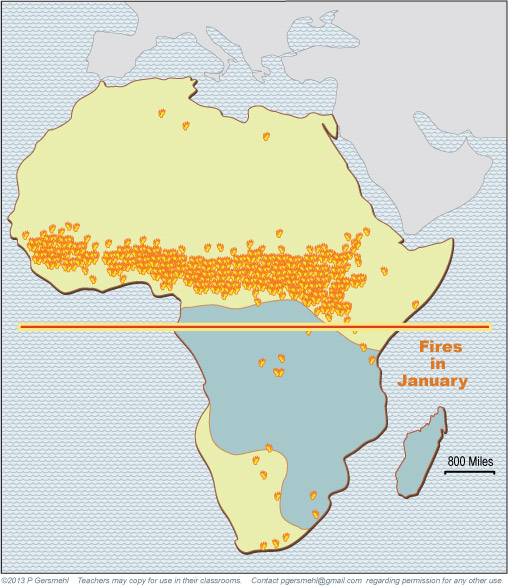 Fires
in
January
800 Miles
©2013 P Gersmehl Teachers may copy for use in their classrooms. Contact pgersmehl@gmail.com regarding permission for any other use.